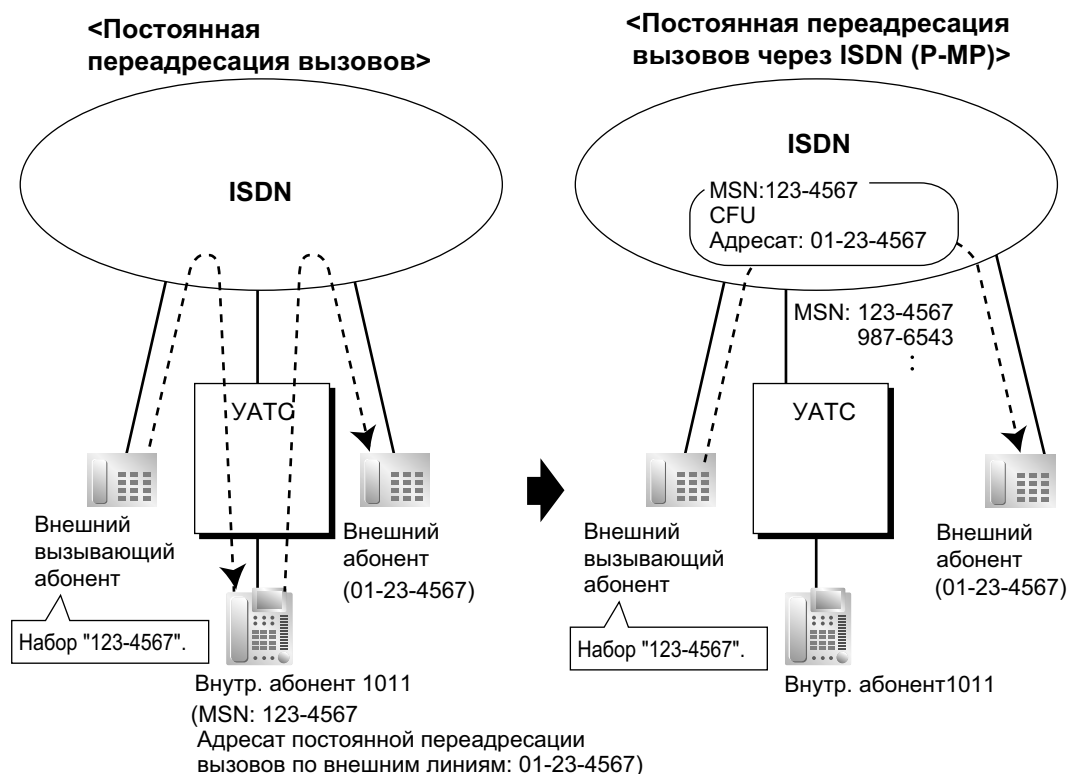 <Постоянная
переадресация вызовов>
ISDN
УАТС
Внешний
вызывающий
абонент
Набор "123-4567".
Внешний
абонент
(01-23-4567)
Внутр. абонент 1011
(MSN: 123-4567
Адресат постоянной переадресации
вызовов по внешним линиям: 01-23-4567)
<Постоянная переадресация
вызовов через ISDN (P-MP)>
ISDN
MSN:123-4567
CFU
Адресат: 01-23-4567
MSN: 123-4567
987-6543
:
УАТС
Внешний
вызывающий
абонент
Набор "123-4567".
Внешний
абонент
(01-23-4567)
Внутр. абонент1011